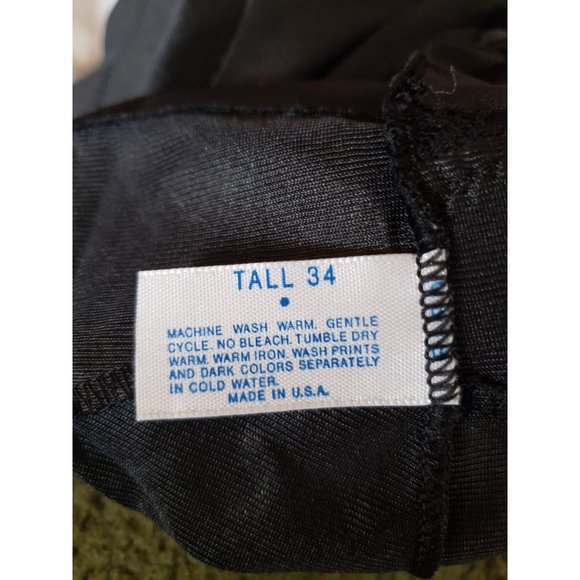 TALL 34
•
MACHINE WASH WARM. GENTLE
CYCLE. NO BLEACH. TUMBLE DRY
WARM. WARM IRON. WASH PRINTS
AND DARK COLORS SEPARATELY
IN COLD WATER.
MADE IN U.S.A.